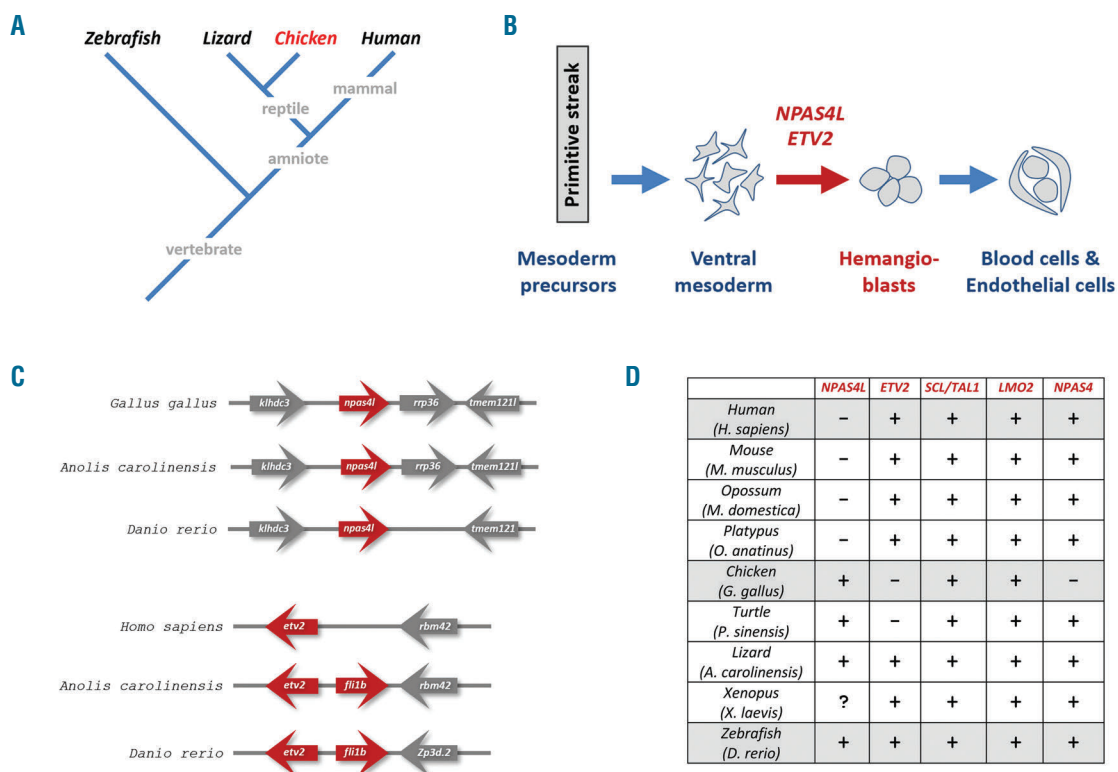 A
Zebrafish Lizard Chicken Human
mammal
reptile
amniote
vertebrate
B
Primitive streak
NPAS4L
ETV2
Mesoderm Ventral Hemangio- Blood cells &
precursors mesoderm blasts Endothelial cells
C
Gallus gallus klhdc3 npas4l rrp36 tmem121l
Anolis carolinensis klhdc3 npas4l rrp36 tmem121l
Danio rerio klhdc3 npas4l tmem121
Homo sapiens etv2 rbm42
Anolis carolinensis etv2 fli1b rbm42
Danio rerio etv2 fli1b Zp3d.2
D
NPAS4L ETV2 SCL/TAL1 LMO2 NPAS4
Human
(H. sapiens) – + + + +
Mouse
(M. musculus) – + + + +
Opossum
(M. domestica) – + + + +
Platypus
(O. anatinus) – + + + +
Chicken
(G. gallus) + – + + –
Turtle
(P. sinensis) + – + + +
Lizard
(A. carolinensis) + + + + +
Xenopus
(X. laevis) ? + + + +
Zebrafish
(D. rerio) + + + + +